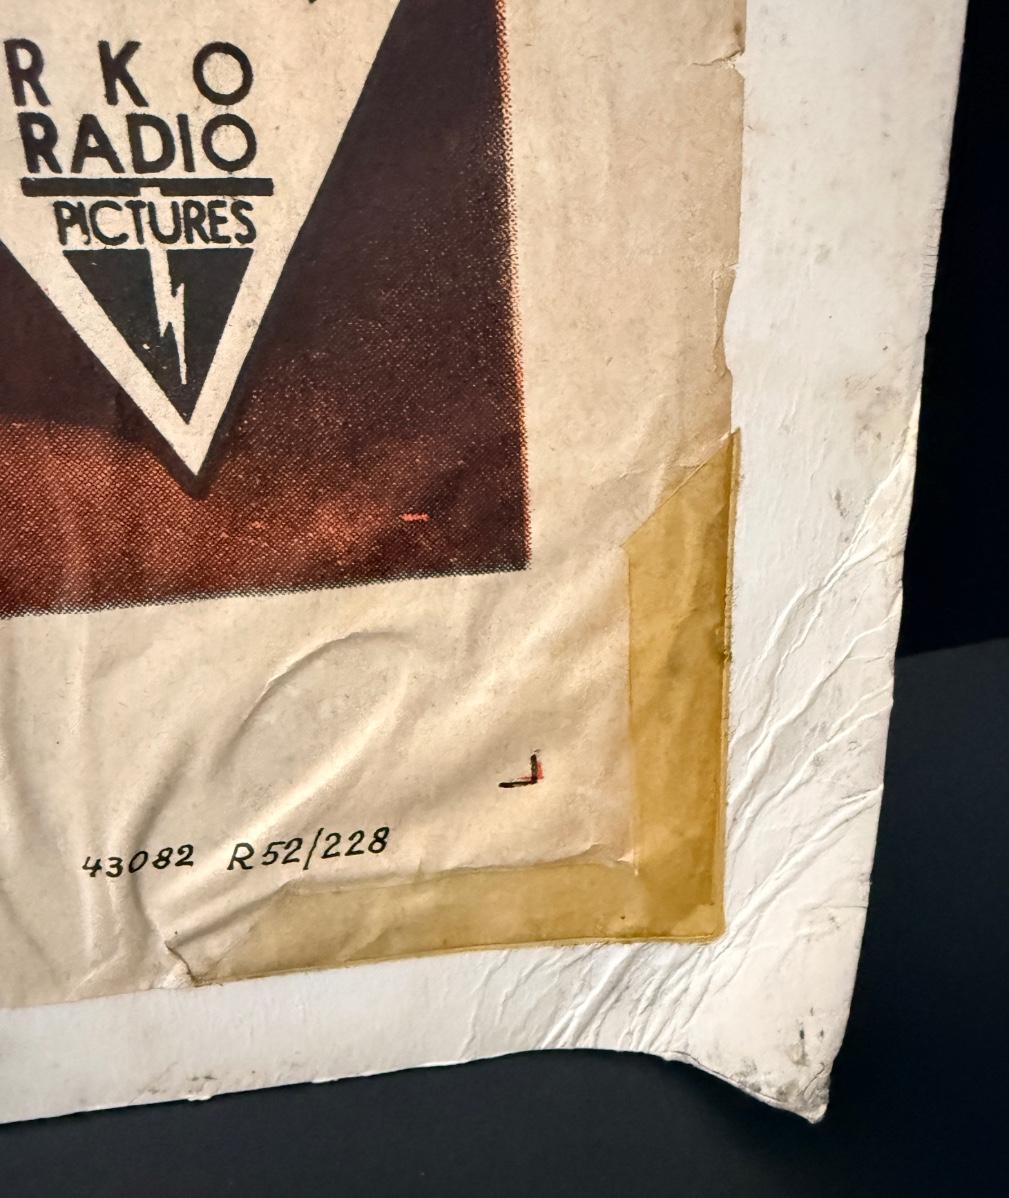 R K O
RADIO
PICTURES
43082 R52/228